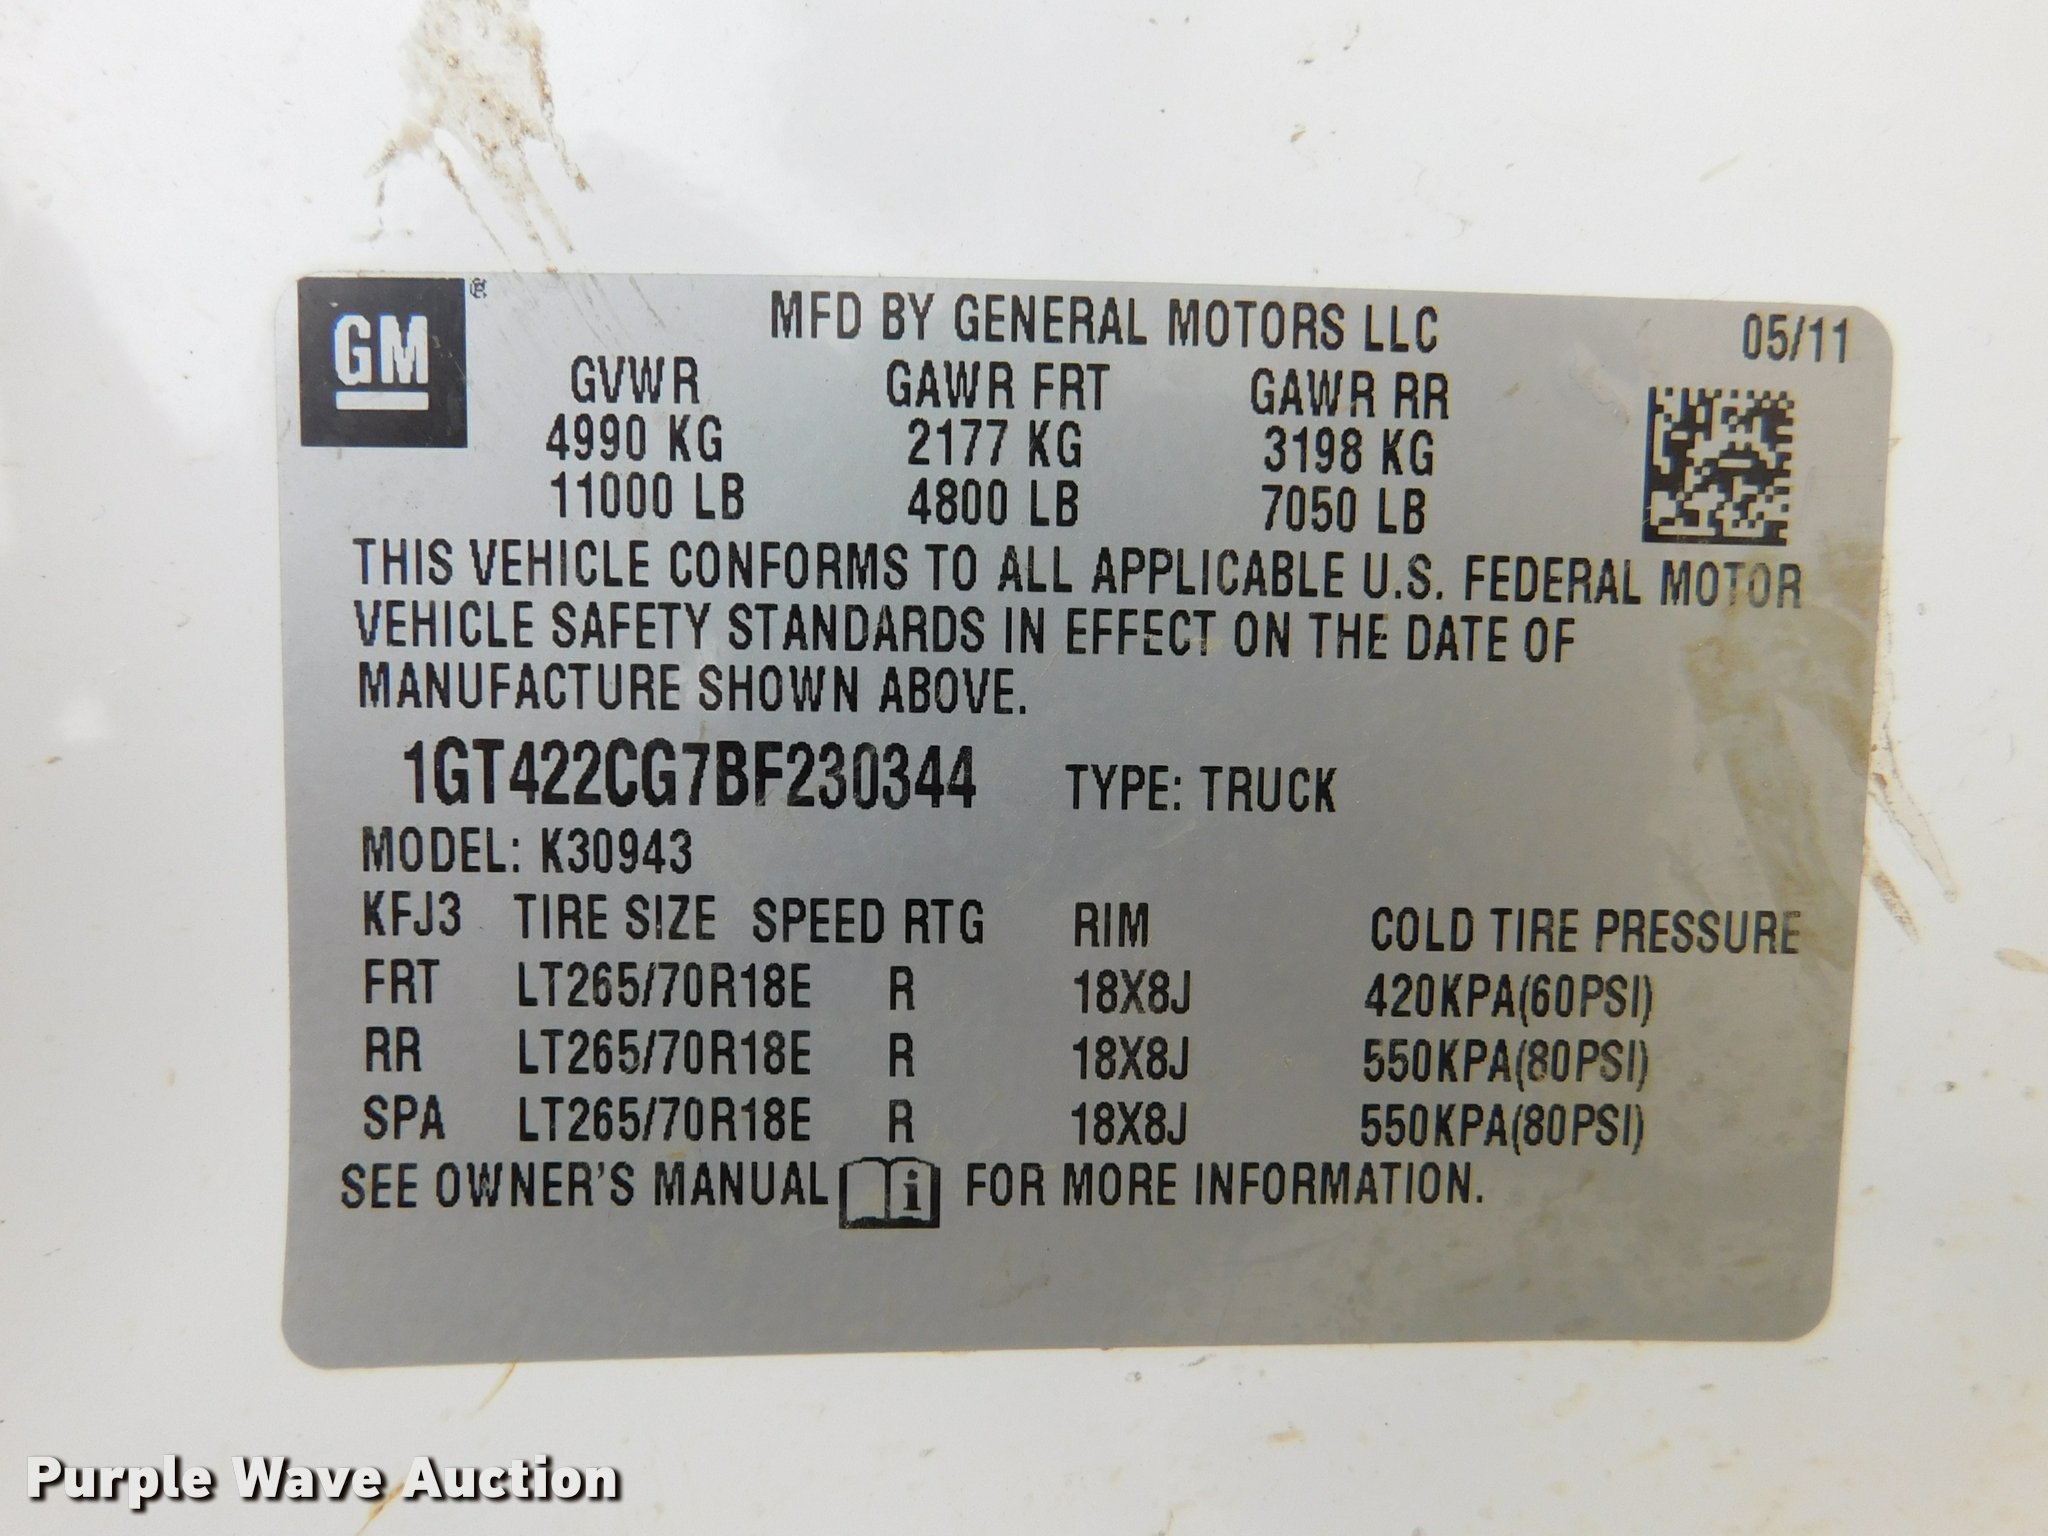 GM
MFD BY GENERAL MOTORS LLC 05/11
GVWR GAWR FRT GAWR RR
4990 KG 2177 KG 3198 KG
11000 LB 4800 LB 7050 LB
THIS VEHICLE CONFORMS TO ALL APPLICABLE U.S. FEDERAL MOTOR
VEHICLE SAFETY STANDARDS IN EFFECT ON THE DATE OF
MANUFACTURE SHOWN ABOVE.
1GT422CG7BF230344 TYPE: TRUCK
MODEL: K30943
KFJ3 TIRE SIZE SPEED RTG RIM COLD TIRE PRESSURE
FRT LT265/70R18E R 18X8J 420KPA(60PSI)
RR LT265/70R18E R 18X8J 550KPA(80PSI)
SPA LT265/70R18E R 18X8J 550KPA(80PSI)
SEE OWNER'S MANUAL i FOR MORE INFORMATION.
Purple Wave Auction